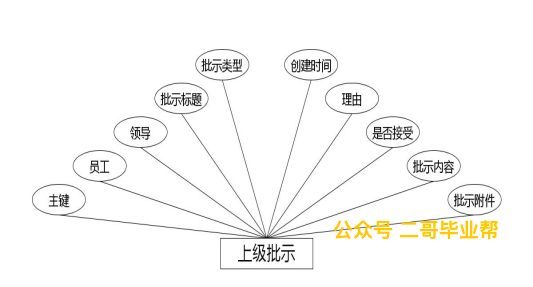 批示类型
创建时间
批示标题
理由
领导
是否接受
员工
批示内容
主键
批示附件
公众号 二哥毕业帮
上级批示